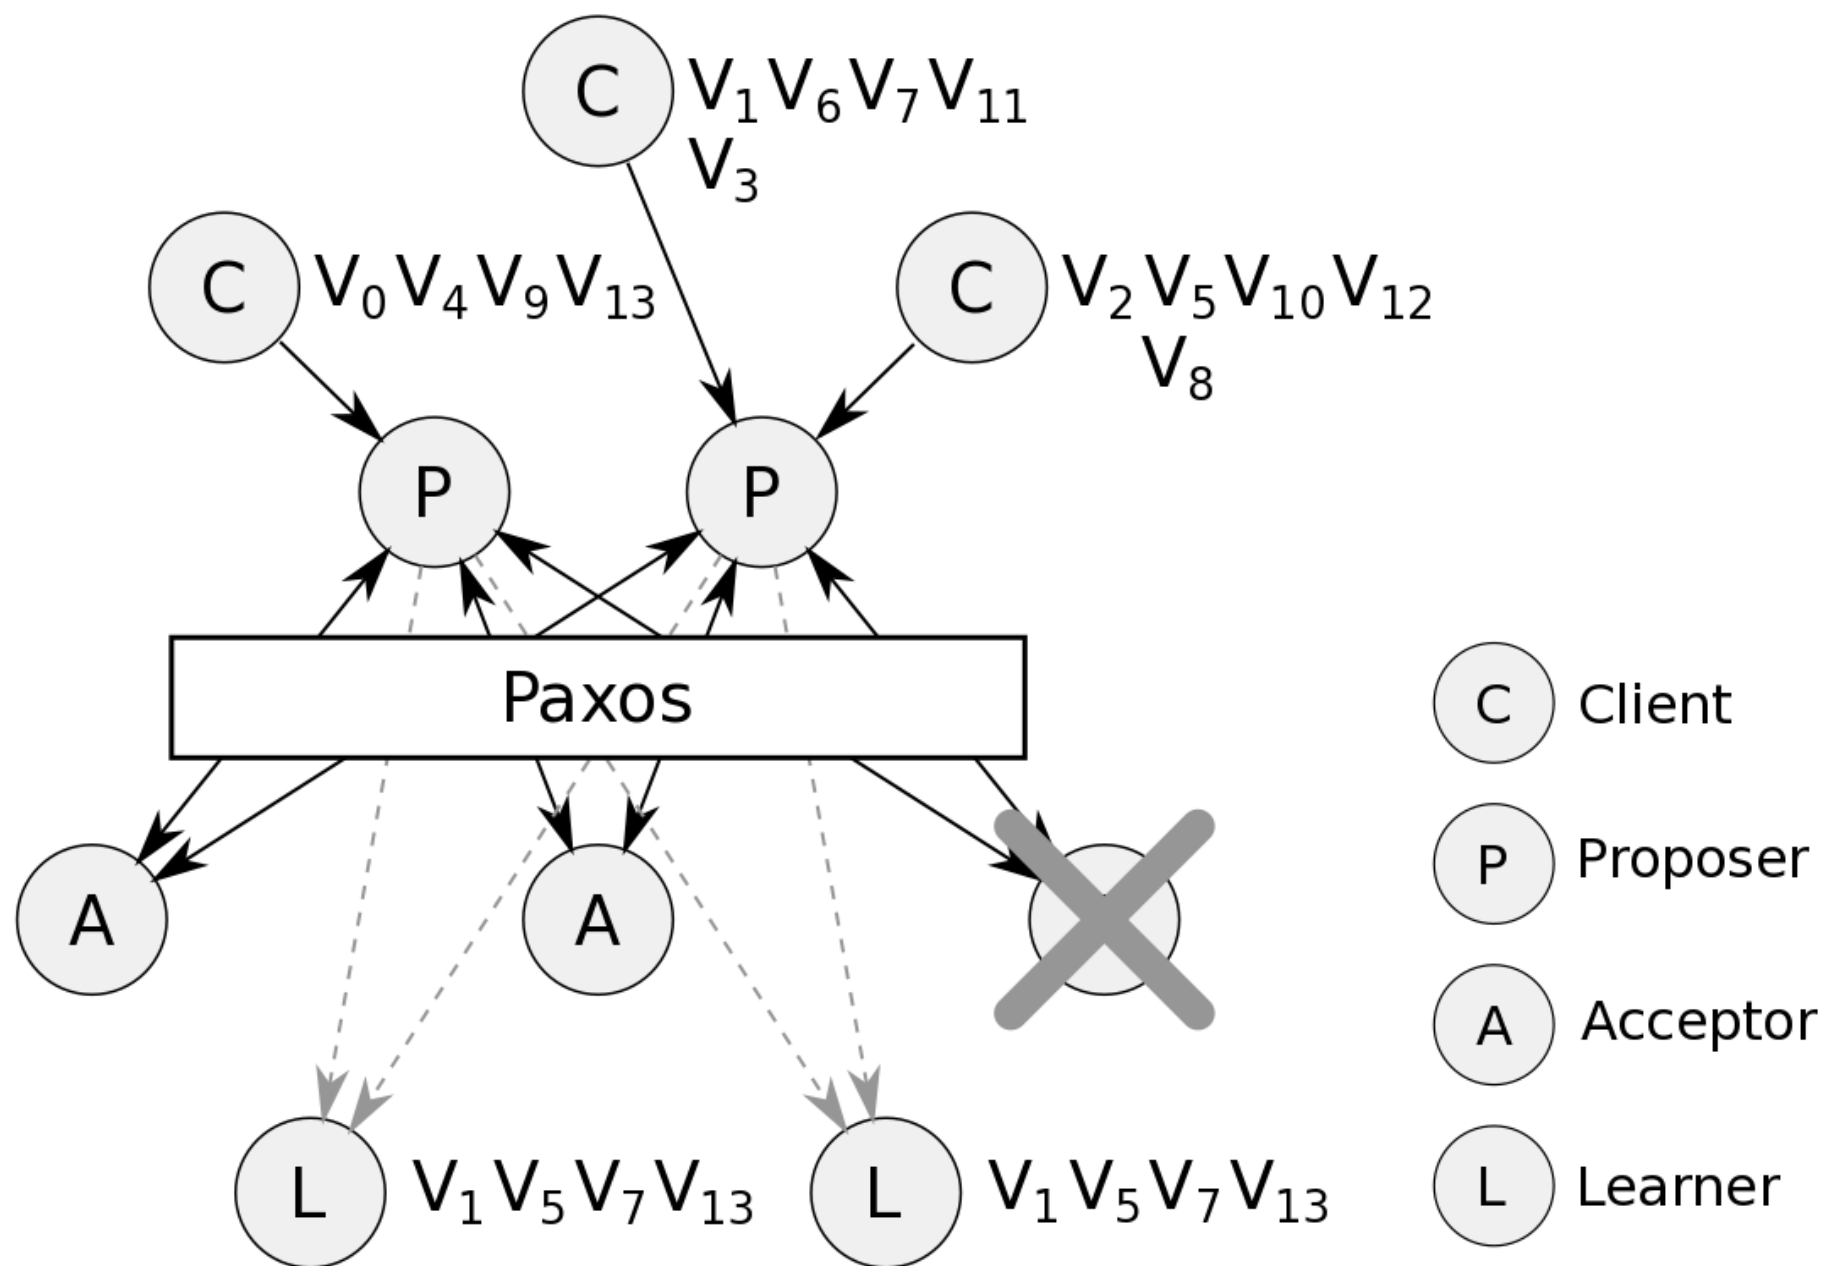 C V₁ V₆ V₇ V₁₁
V₃
C V₀ V₄ V₉ V₁₃
C V₂ V₅ V₁₀ V₁₂
V₈
P P
Paxos
A A
L V₁ V₅ V₇ V₁₃
L V₁ V₅ V₇ V₁₃
C Client
P Proposer
A Acceptor
L Learner